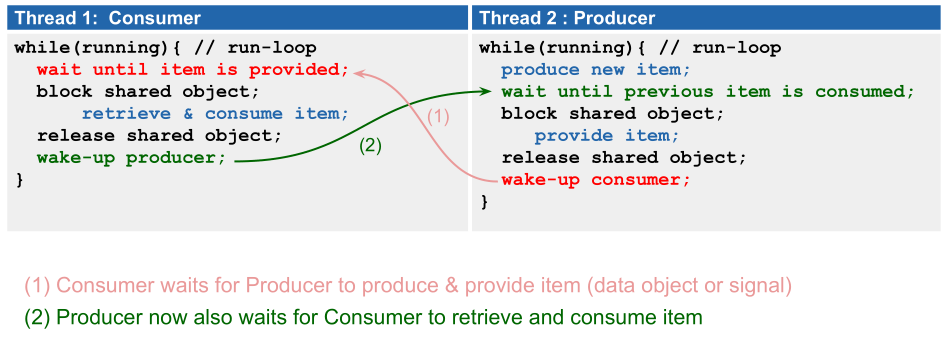 Thread 1:  Consumer
while(running){ // run-loop
wait until item is provided;
block shared object;
retrieve & consume item;
release shared object;
wake-up producer;
}
Thread 2 : Producer
while(running){ // run-loop
produce new item;
wait until previous item is consumed;
block shared object;
provide item;
release shared object;
wake-up consumer;
}
(1)
(2)
(1) Consumer waits for Producer to produce & provide item (data object or signal)
(2) Producer now also waits for Consumer to retrieve and consume item